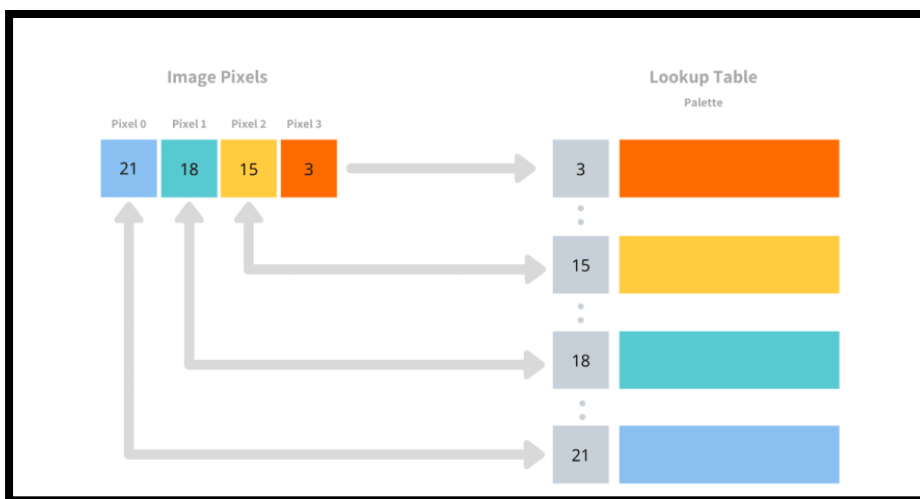 Image Pixels
Lookup Table
Palette
Pixel 0 Pixel 1 Pixel 2 Pixel 3
21 18 15 3
3
15
18
21